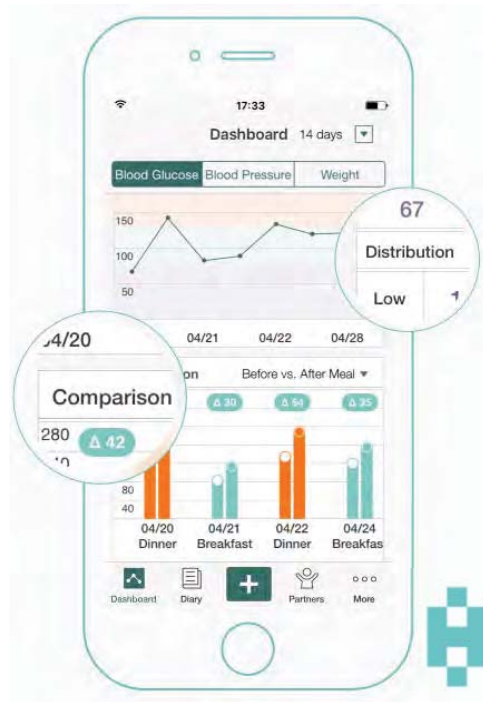 17:33
Dashboard 14 days
Blood Glucose Blood Pressure Weight
67
150
Distribution
100
Low
50
04/20
04/21 04/22 04/28
Before vs. After Meal
Comparison
Δ 30 Δ 54 Δ 35
280 Δ 42
80
40
04/20 04/21 04/22 04/24
Dinner Breakfast Dinner Breakfas
Dashboard Diary Partners More